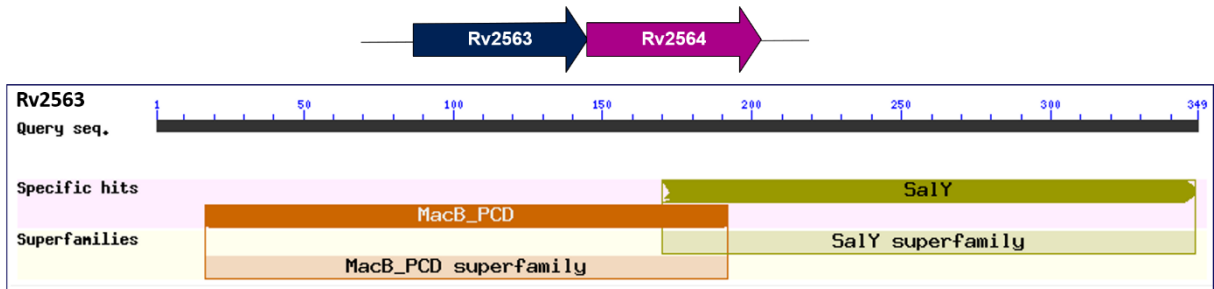 Rv2563 Rv2564
Rv2563
1 50 100 150 200 250 300 349
Query seq.
Specific hits
SalY
MacB_PCD
Superfamilies
SalY superfamily
MacB_PCD superfamily